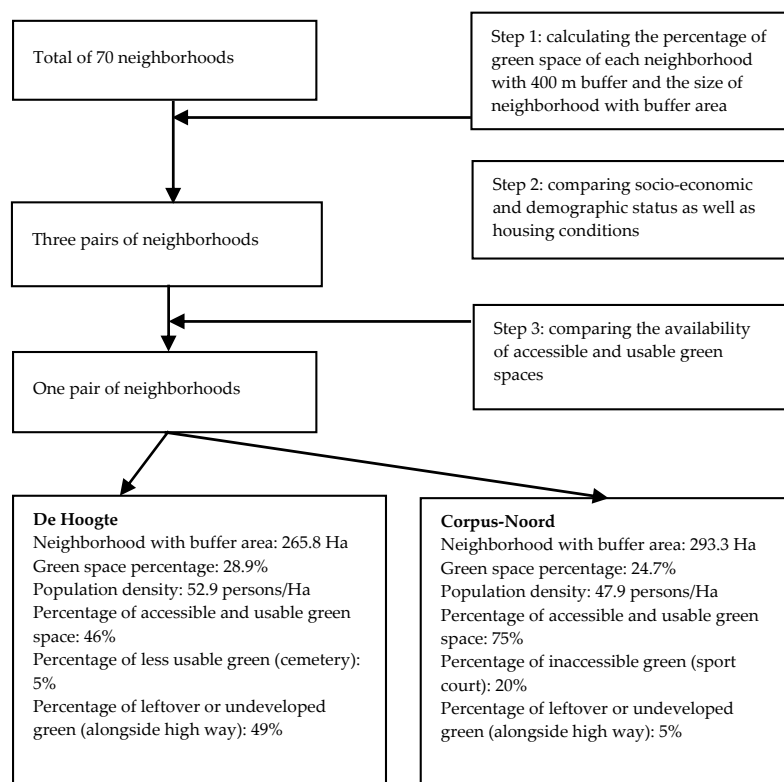 Total of 70 neighborhoods
Step 1: calculating the percentage of
green space of each neighborhood
with 400 m buffer and the size of
neighborhood with buffer area
Step 2: comparing socio-economic
and demographic status as well as
housing conditions
Three pairs of neighborhoods
Step 3: comparing the availability
of accessible and usable green
spaces
One pair of neighborhoods
De Hoogte
Neighborhood with buffer area: 265.8 Ha
Green space percentage: 28.9%
Population density: 52.9 persons/Ha
Percentage of accessible and usable green
space: 46%
Percentage of less usable green (cemetery):
5%
Percentage of leftover or undeveloped
green (alongside high way): 49%
Corpus-Noord
Neighborhood with buffer area: 293.3 Ha
Green space percentage: 24.7%
Population density: 47.9 persons/Ha
Percentage of accessible and usable green
space: 75%
Percentage of inaccessible green (sport
court): 20%
Percentage of leftover or undeveloped
green (alongside high way): 5%